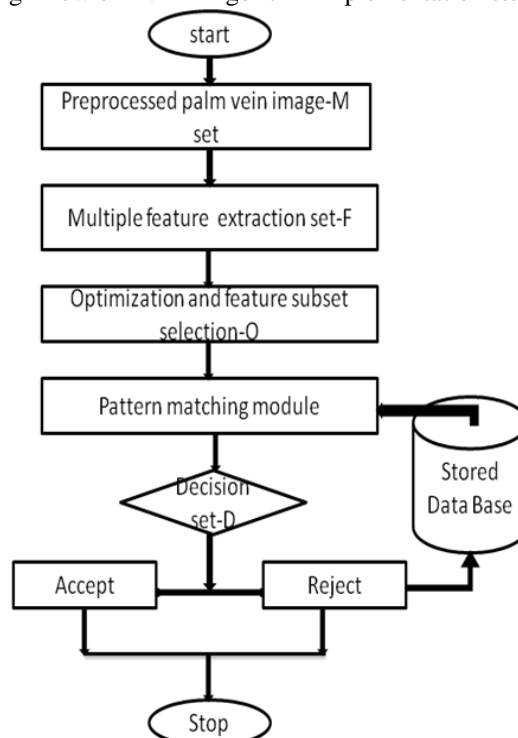 start
Preprocessed palm vein image-M
set
Multiple feature extraction set-F
Optimization and feature subset
selection-O
Pattern matching module
Stored
Data Base
Decision
set-D
Accept
Reject
Stop